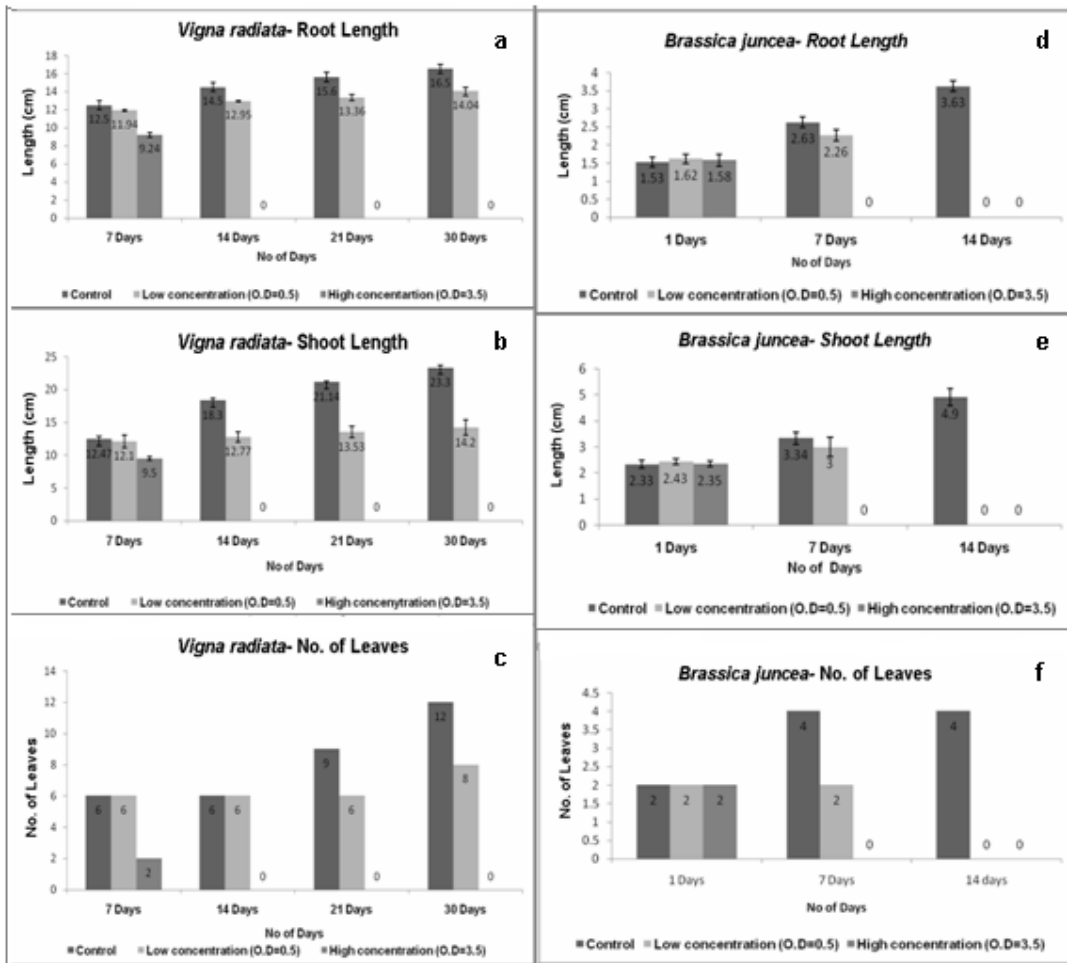 Vigna radiata- Root Length
a
Length (cm)
18
16
14
12
10
8
6
4
2
0
12.5
11.94
9.24
14.5
12.95
0
15.6
13.36
0
16.5
14.04
0
7 Days
14 Days
21 Days
30 Days
No of Days
Control
Low concentration (O.D=0.5)
High concentartion (O.D=3.5)
Vigna radiata- Shoot Length
b
Length (cm)
25
20
15
10
5
0
12.47
12.1
9.5
18.3
12.77
0
21.14
13.53
0
23.3
14.2
0
7 Days
14 Days
21 Days
30 Days
No of Days
Control
Low concentration (O.D=0.5)
High concenytration (O.D=3.5)
Vigna radiata- No. of Leaves
c
No. of Leaves
14
12
10
8
6
4
2
0
6
6
2
6
6
0
9
6
0
12
8
0
7 Days
14 Days
21 Days
30 Days
No of Days
Control
Low concentration (O.D=0.5)
High concentration (O.D=3.5)
Brassica juncea- Root Length
d
Length (cm)
4
3.5
3
2.5
2
1.5
1
0.5
0
1.53
1.62
1.58
2.63
2.26
0
3.63
0
0
1 Days
7 Days
14 Days
No of Days
Control
Low concentration (O.D=0.5)
High concentration (O.D=3.5)
Brassica juncea- Shoot Length
e
Length (cm)
6
5
4
3
2
1
0
2.33
2.43
2.35
3.34
3
0
4.9
0
0
1 Days
7 Days
14 Days
No of Days
Control
Low concentration (O.D=0.5)
High concentration (O.D=3.5)
Brassica juncea- No. of Leaves
f
No. of Leaves
4.5
4
3.5
3
2.5
2
1.5
1
0.5
0
2
2
2
4
2
0
4
0
0
1 Days
7 Days
14 days
No of Days
Control
Low concentration (O.D=0.5)
High concentration (O.D=3.5)